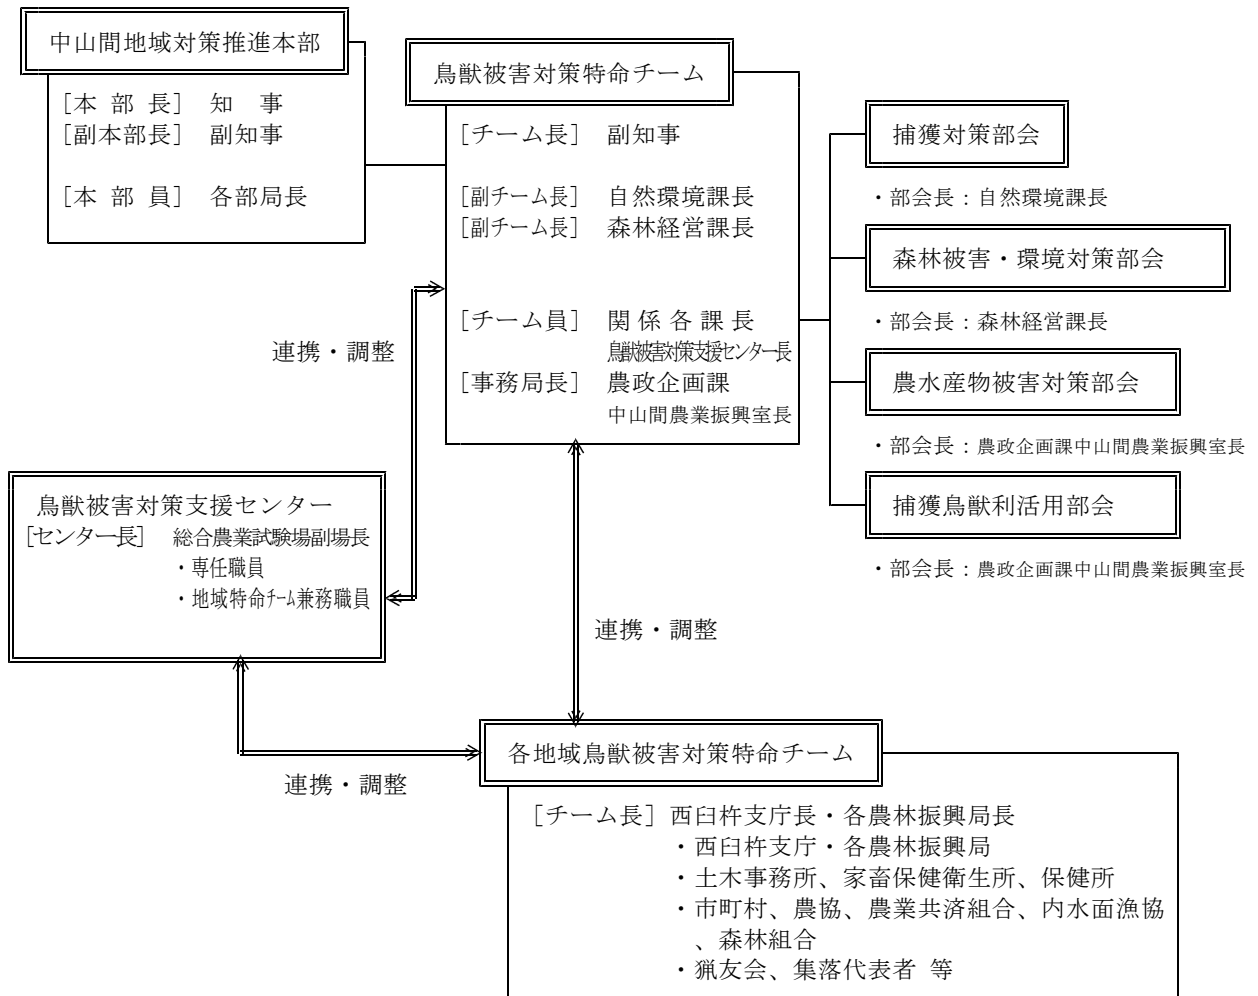 中山間地域対策推進本部
[本 部 長] 知 事
[副本部長] 副知事
[本 部 員] 各部局長
鳥獣被害対策特命チーム
[チーム長] 副知事
[副チーム長] 自然環境課長
[副チーム長] 森林経営課長
[チーム員] 関係各課長
鳥獣被害対策支援センター長
[事務局長] 農政企画課
中山間農業振興室長
捕獲対策部会
・部会長：自然環境課長
森林被害・環境対策部会
・部会長：森林経営課長
農水産物被害対策部会
・部会長：農政企画課中山間農業振興室長
捕獲鳥獣利活用部会
・部会長：農政企画課中山間農業振興室長
連携・調整
鳥獣被害対策支援センター
[センター長] 総合農業試験場副場長
・専任職員
・地域特命チーム兼務職員
連携・調整
連携・調整
各地域鳥獣被害対策特命チーム
[チーム長] 西臼杵支庁長・各農林振興局長
・西臼杵支庁・各農林振興局
・土木事務所、家畜保健衛生所、保健所
・市町村、農協、農業共済組合、内水面漁協
、森林組合
・猟友会、集落代表者 等